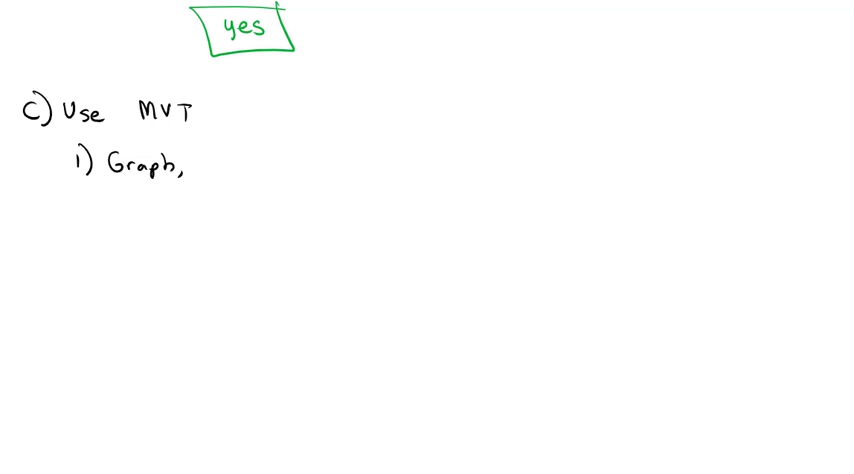 yes
C) Use MVT
1) Graph,